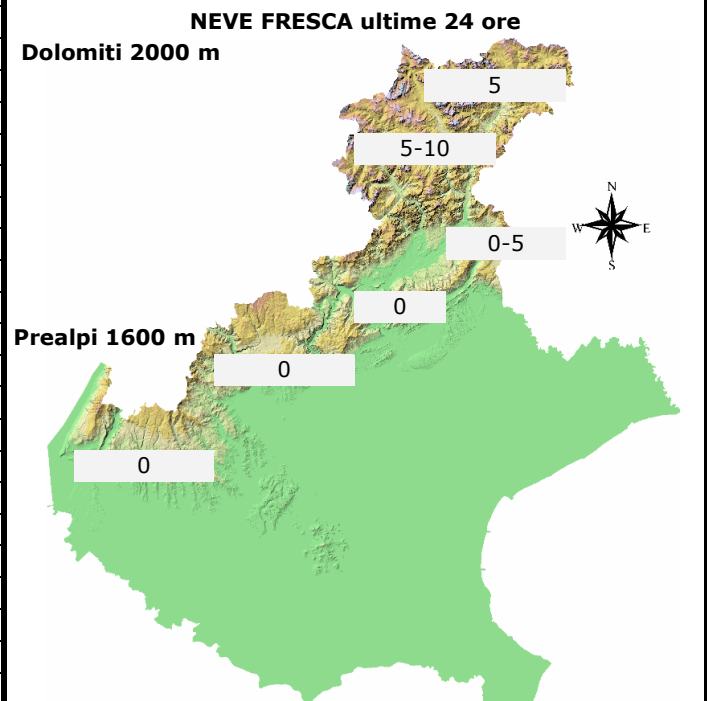 NEVE FRESCA ultime 24 ore
Dolomiti 2000 m
5
5-10
N
W E
S
0-5
0
Prealpi 1600 m
0
0